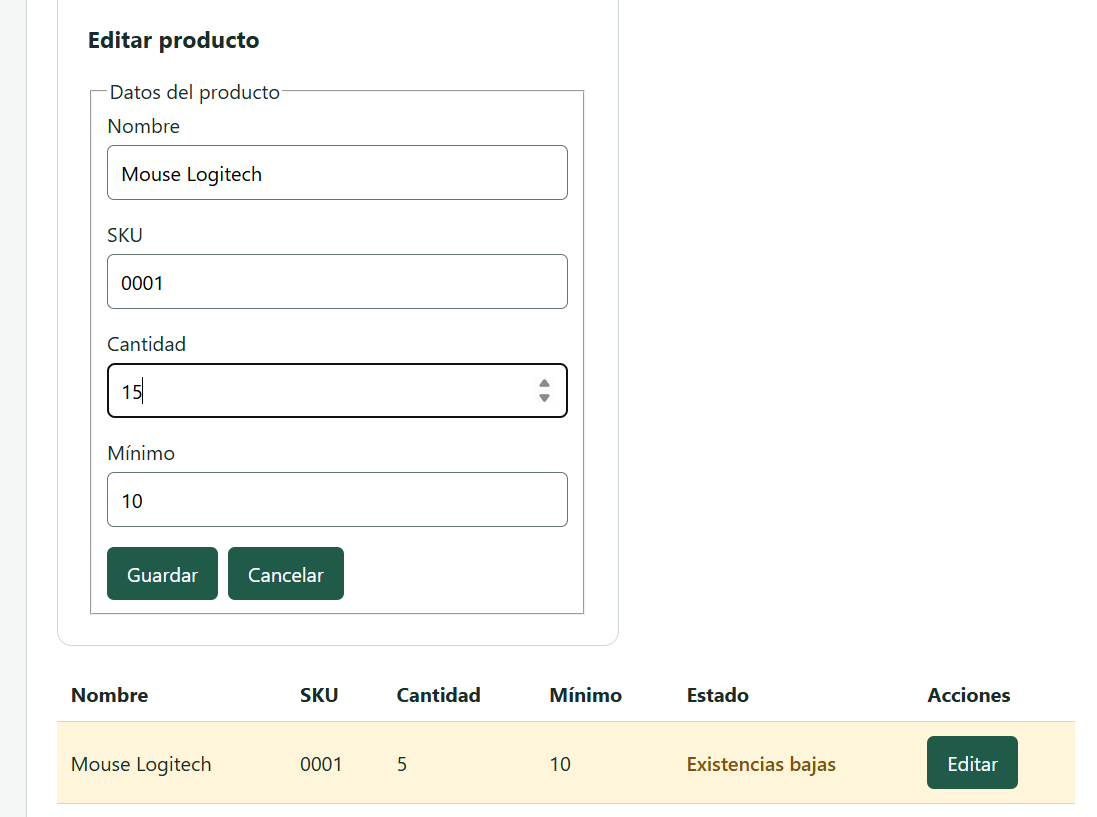 Editar producto
Datos del producto
Nombre
Mouse Logitech
SKU
0001
Cantidad
15
Mínimo
10
Guardar Cancelar
Nombre SKU Cantidad Mínimo Estado Acciones
Mouse Logitech 0001 5 10 Existencias bajas Editar